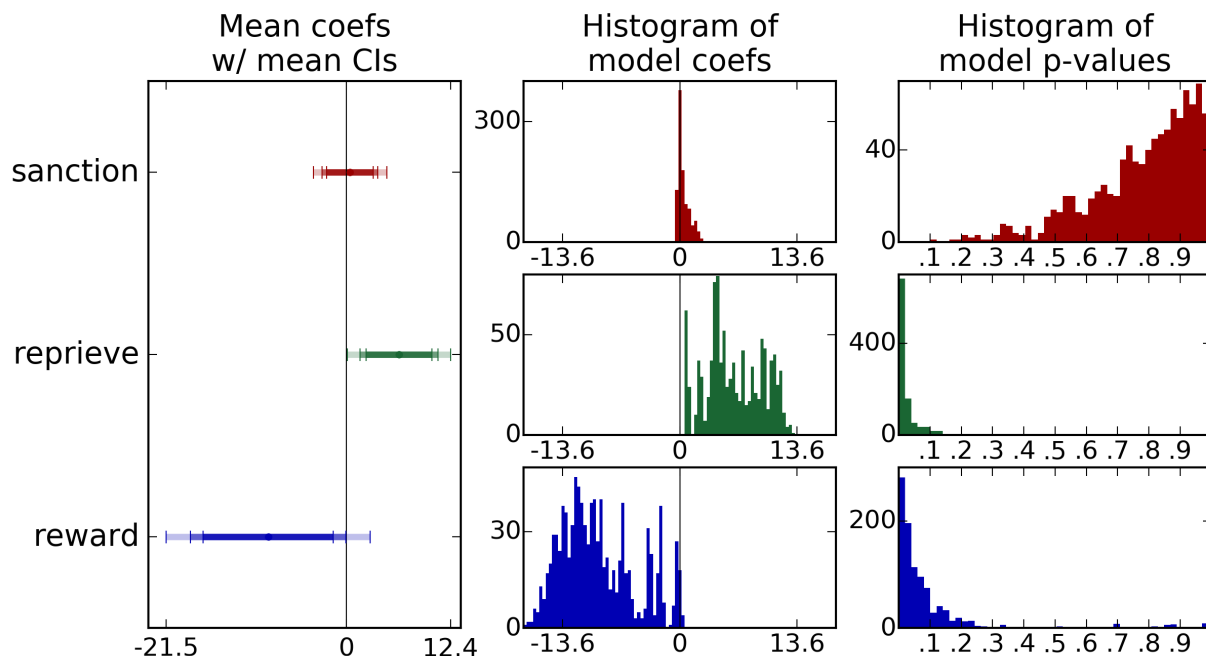 Mean coefs
w/ mean CIs
Histogram of
model coefs
Histogram of
model p-values
sanction
reprieve
reward
-21.5 0 12.4
300
0
-13.6 0 13.6
40
0
.1 .2 .3 .4 .5 .6 .7 .8 .9
50
0
-13.6 0 13.6
400
0
.1 .2 .3 .4 .5 .6 .7 .8 .9
30
0
-13.6 0 13.6
200
0
.1 .2 .3 .4 .5 .6 .7 .8 .9